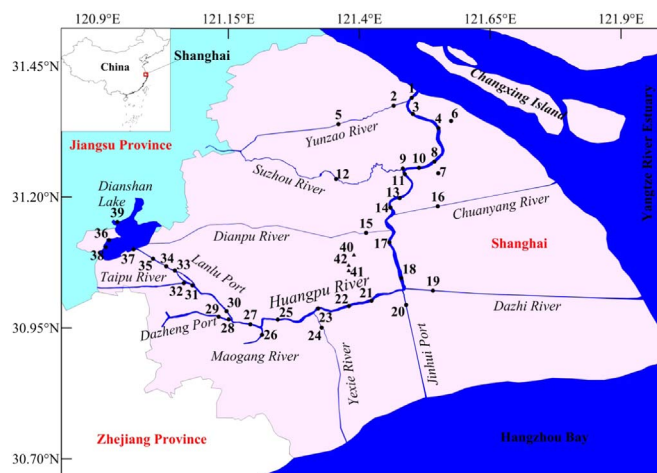 120.9°E 121.15°E 121.4°E 121.65°E 121.9°E
31.45°N
31.20°N
30.95°N
30.70°N
China
Shanghai
Jiangsu Province
Changxing Island
Yangtze River Estuary
1
2
3
4
5
6
Yunzao River
Suzhou River
7
8
9
10
11
12
13
14
15
16
17
Chuanyang River
Dianshan
Lake
39
36
38
37
Dianpu River
Shanghai
40
42
41
35
34
33
Lanlu Port
Taipu River
32
31
30
Huangpu River
18
19
20
21
22
23
24
25
26
27
28
29
Dazheng Port
Maogang River
Yexie River
Jinhui Port
Dazhi River
Zhejiang Province
Hangzhou Bay